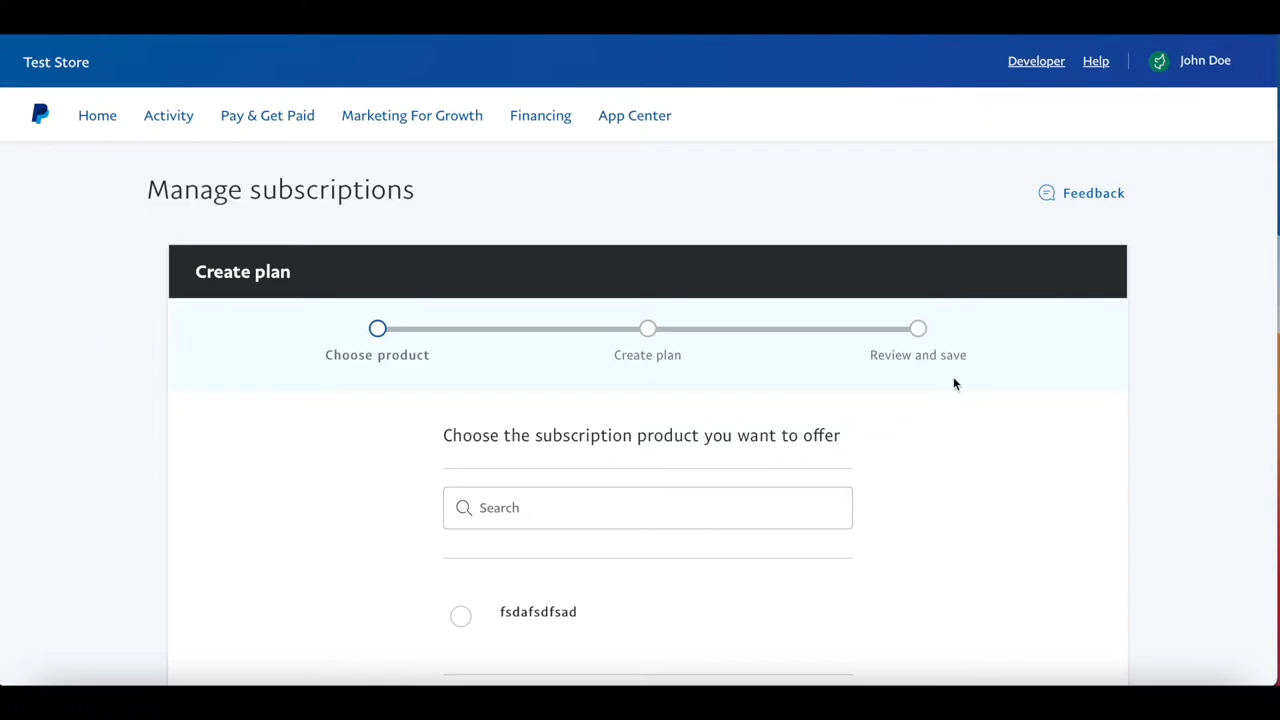 Test Store
Developer Help John Doe
Home Activity Pay & Get Paid Marketing For Growth Financing App Center
Manage subscriptions
Feedback
Create plan
Choose product Create plan Review and save
Choose the subscription product you want to offer
Search
fsdafsdfsad